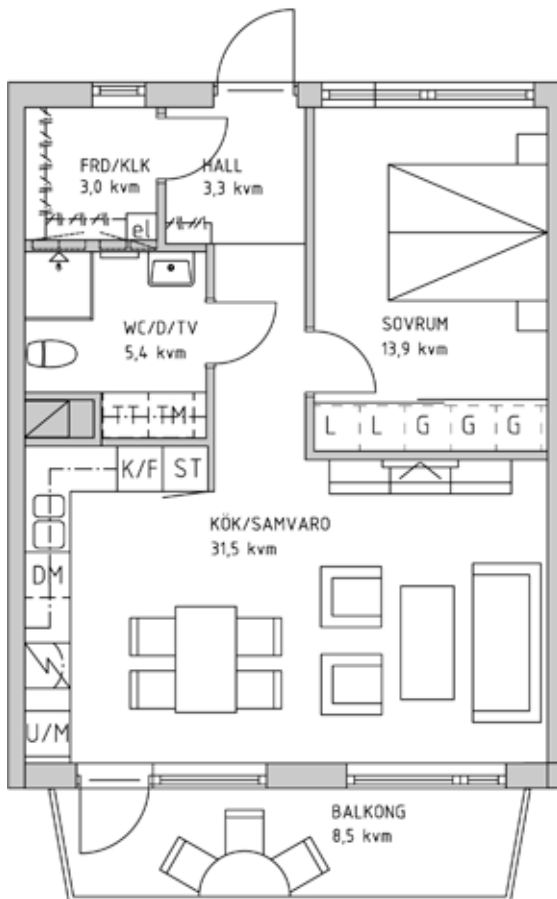 FRD/KLK
3,0 kvm
HALL
3,3 kvm
el
WC/D/TV
5,4 kvm
SOVRUM
13,9 kvm
TT TM
L L G G G
K/F ST
KÖK/SAMVARO
31,5 kvm
DM
U/M
BALKONG
8,5 kvm